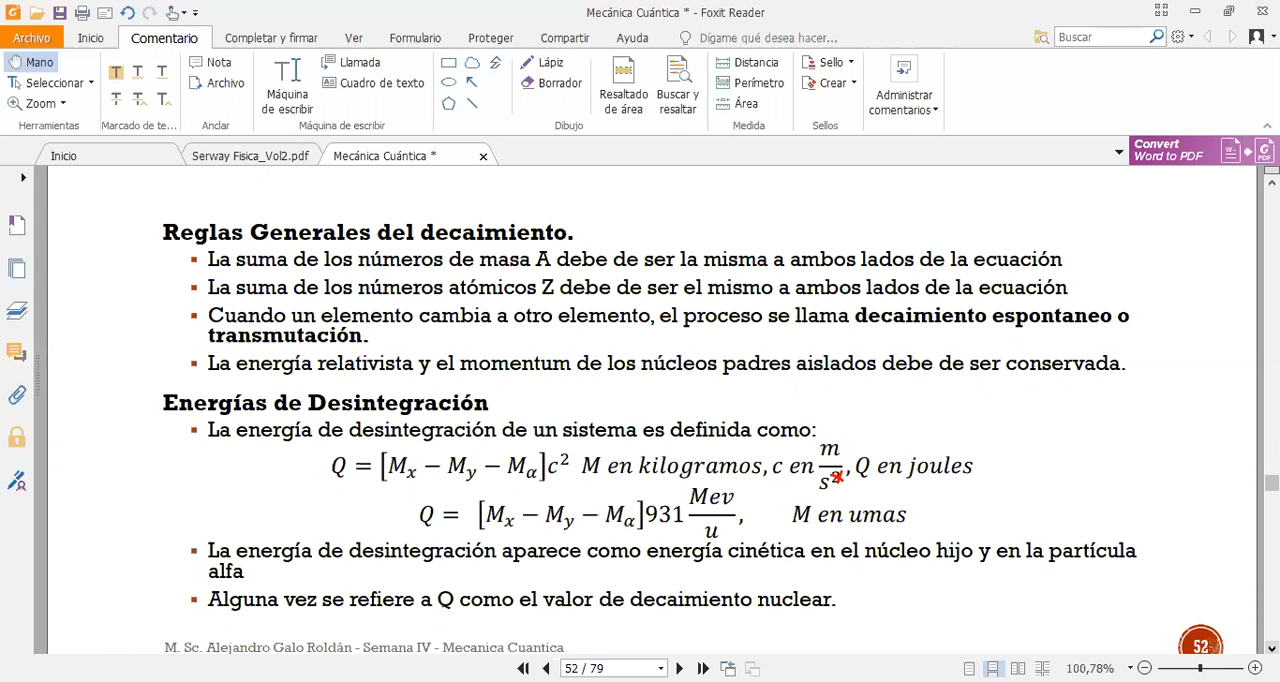 Mecánica Cuántica * - Foxit Reader
Archivo Inicio Comentario Completar y firmar Ver Formulario Proteger Compartir Ayuda Dígame qué desea hacer... Buscar
Mano
Seleccionar
Zoom
Herramientas
T T T
T T T
Marcado de te...
Nota
Archivo
Andar
Máquina de escribir
Llamada
Cuadro de texto
Máquina de escribir
Lápiz
Borrador
Dibujo
Resaltado de área
Buscar y resaltar
Distancia
Perímetro
Área
Medida
Sello
Crear
Sellos
Administrar comentarios
Inicio Serway Fisica_Vol2.pdf Mecánica Cuántica *
Convert
Word to PDF
Reglas Generales del decaimiento.
▪ La suma de los números de masa A debe de ser la misma a ambos lados de la ecuación
▪ La suma de los números atómicos Z debe de ser el mismo a ambos lados de la ecuación
▪ Cuando un elemento cambia a otro elemento, el proceso se llama decaimiento espontaneo o
transmutación.
▪ La energía relativista y el momentum de los núcleos padres aislados debe de ser conservada.
Energías de Desintegración
▪ La energía de desintegración de un sistema es definida como:
Q = [Mx − My − Mα]c² M en kilogramos, c en m/s², Q en joules
Q = [Mx − My − Mα]931 Mev/u, M en umas
▪ La energía de desintegración aparece como energía cinética en el núcleo hijo y en la partícula
alfa
▪ Alguna vez se refiere a Q como el valor de decaimiento nuclear.
M. Sc. Alejandro Galo Roldán - Semana IV - Mecanica Cuantica
52
52 / 79
100,78%